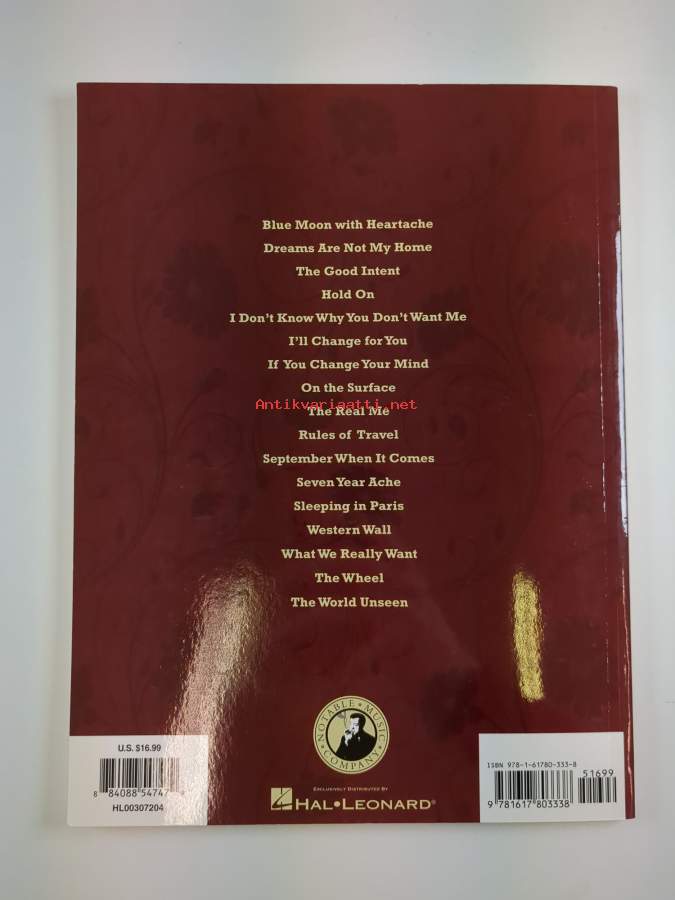 Blue Moon with Heartache
Dreams Are Not My Home
The Good Intent
Hold On
I Don't Know Why You Don't Want Me
I'll Change for You
If You Change Your Mind
On the Surface
Antikvariaatti.net
The Real Me
Rules of Travel
September When It Comes
Seven Year Ache
Sleeping in Paris
Western Wall
What We Really Want
The Wheel
The World Unseen
NOTABLE MUSIC COMPANY
U.S. $16.99
8 84088 54747
HL00307204
EXCLUSIVELY DISTRIBUTED BY
HAL•LEONARD®
ISBN 978-1-61780-333-8
51699
9 781617 803338